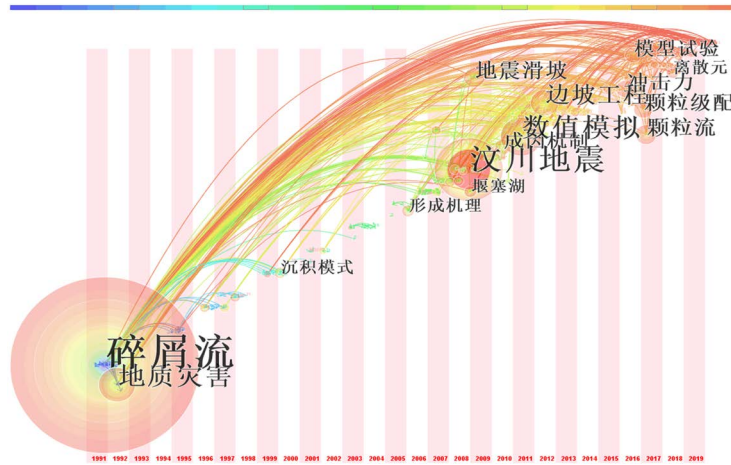 模型试验
地震滑坡
离散元
冲击力
边坡工程
颗粒级配
数值模拟
颗粒流
成因机制
汶川地震
堰塞湖
形成机理
沉积模式
碎屑流
地质灾害
1991 1992 1993 1994 1995 1996 1997 1998 1999 2000 2001 2002 2003 2004 2005 2006 2007 2008 2009 2010 2011 2012 2013 2014 2015 2016 2017 2018 2019